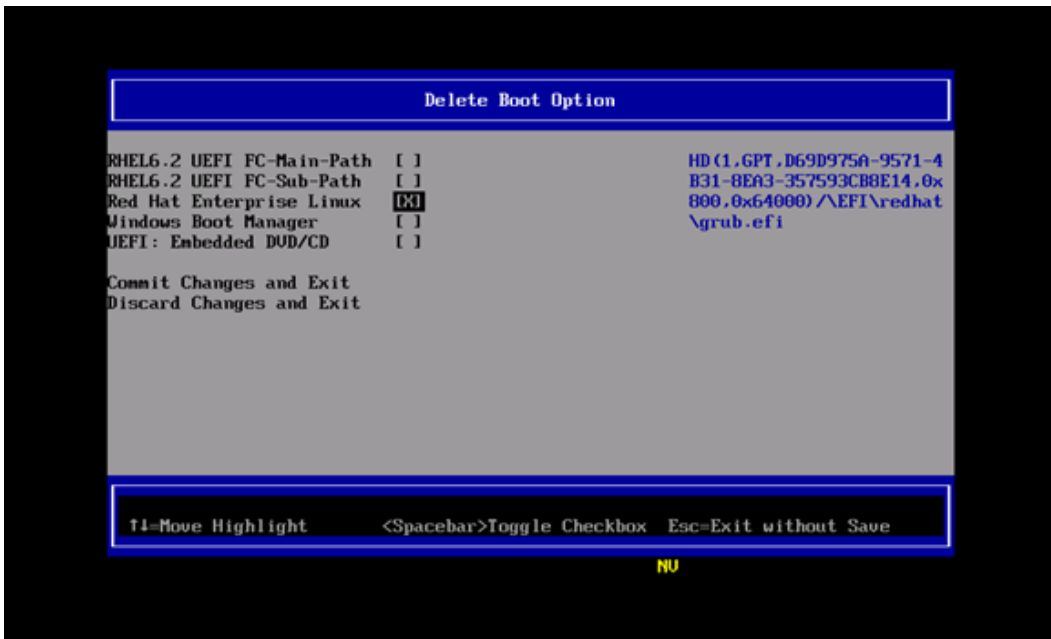 Delete Boot Option
RHEL6.2 UEFI FC-Main-Path [ ] HD(1,GPT,D69D975A-9571-4
RHEL6.2 UEFI FC-Sub-Path [ ] B31-8EA3-357593CB8E14,0x
Red Hat Enterprise Linux [X] 800,0x64000)/\EFI\redhat
Windows Boot Manager [ ] \grub.efi
UEFI: Embedded DVD/CD [ ]
Commit Changes and Exit
Discard Changes and Exit
↑↓=Move Highlight <Spacebar>Toggle Checkbox Esc=Exit without Save
NV